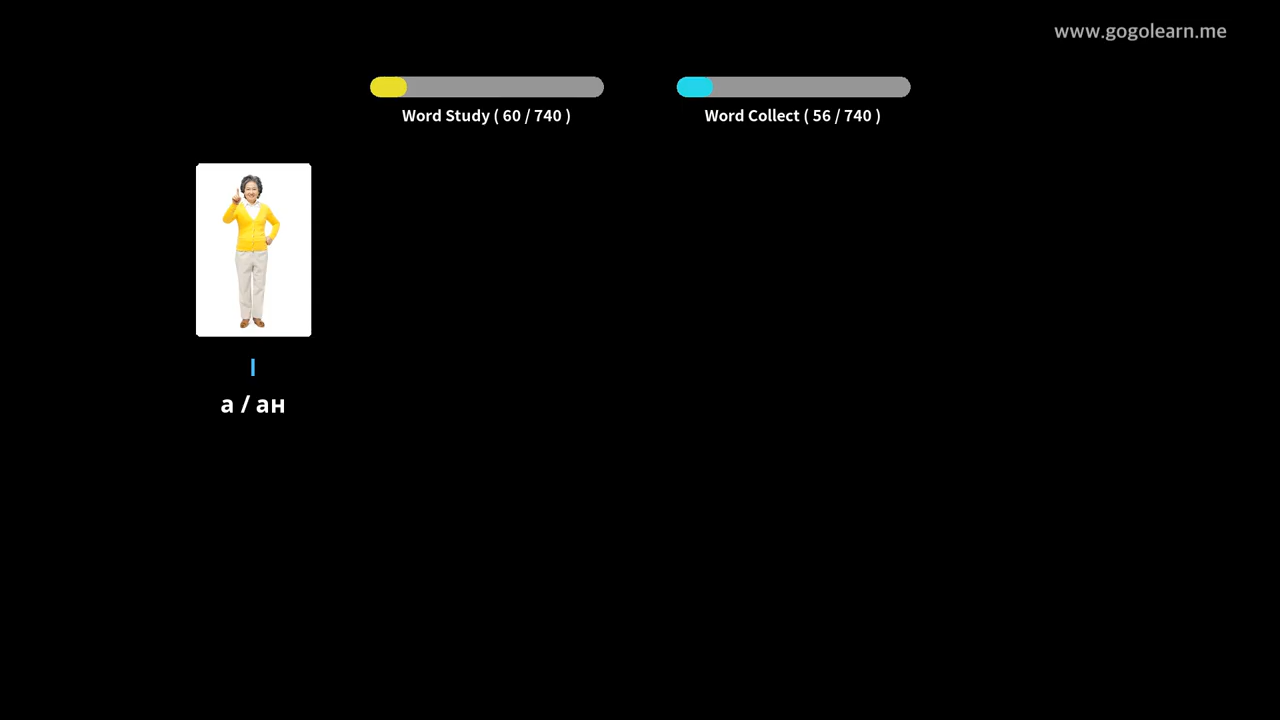 www.gogolearn.me
Word Study ( 60 / 740 )
Word Collect ( 56 / 740 )
I
а / ан